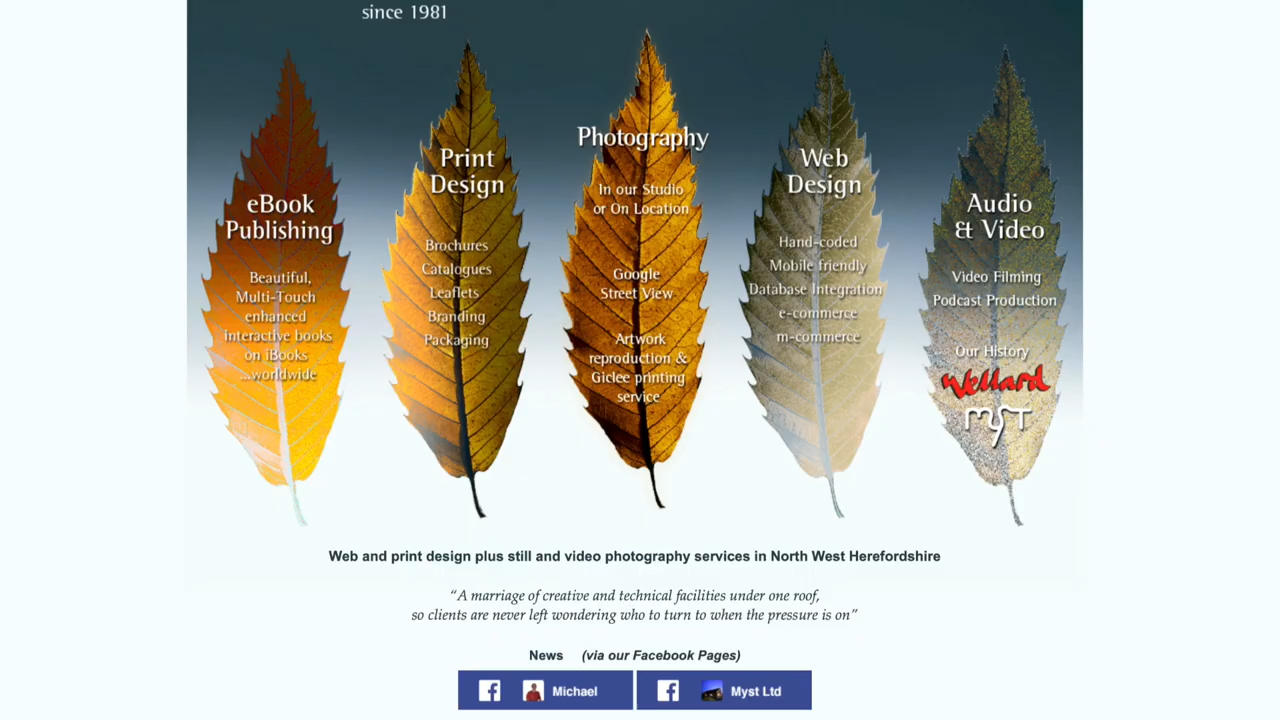 since 1981
eBook
Publishing
Beautiful,
Multi-Touch
enhanced
interactive books
on iBooks
...worldwide
Print
Design
Brochures
Catalogues
Leaflets
Branding
Packaging
Photography
In our Studio
or On Location
Google
Street View
Artwork
reproduction &
Giclee printing
service
Web
Design
Hand-coded
Mobile friendly
Database Integration
e-commerce
m-commerce
Audio
& Video
Video Filming
Podcast Production
Our History
Wellard
myst
Web and print design plus still and video photography services in North West Herefordshire
“A marriage of creative and technical facilities under one roof,
so clients are never left wondering who to turn to when the pressure is on”
News (via our Facebook Pages)
f Michael
f Myst Ltd